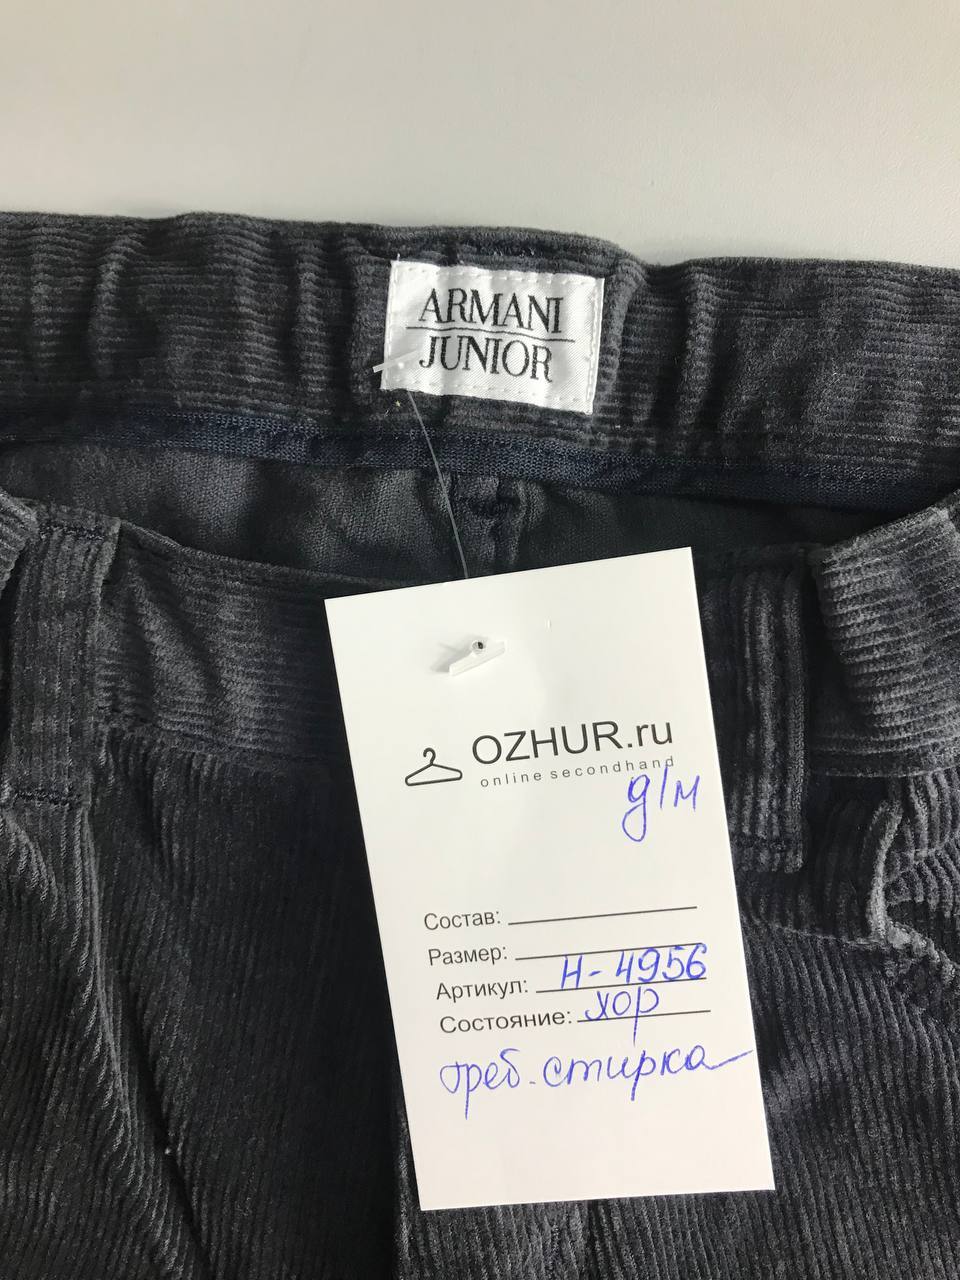 ARMANI
JUNIOR
OZHUR.ru
online secondhand
д/м
Состав:
Размер:
Артикул: Н-4956
Состояние: хор
треб. стирка